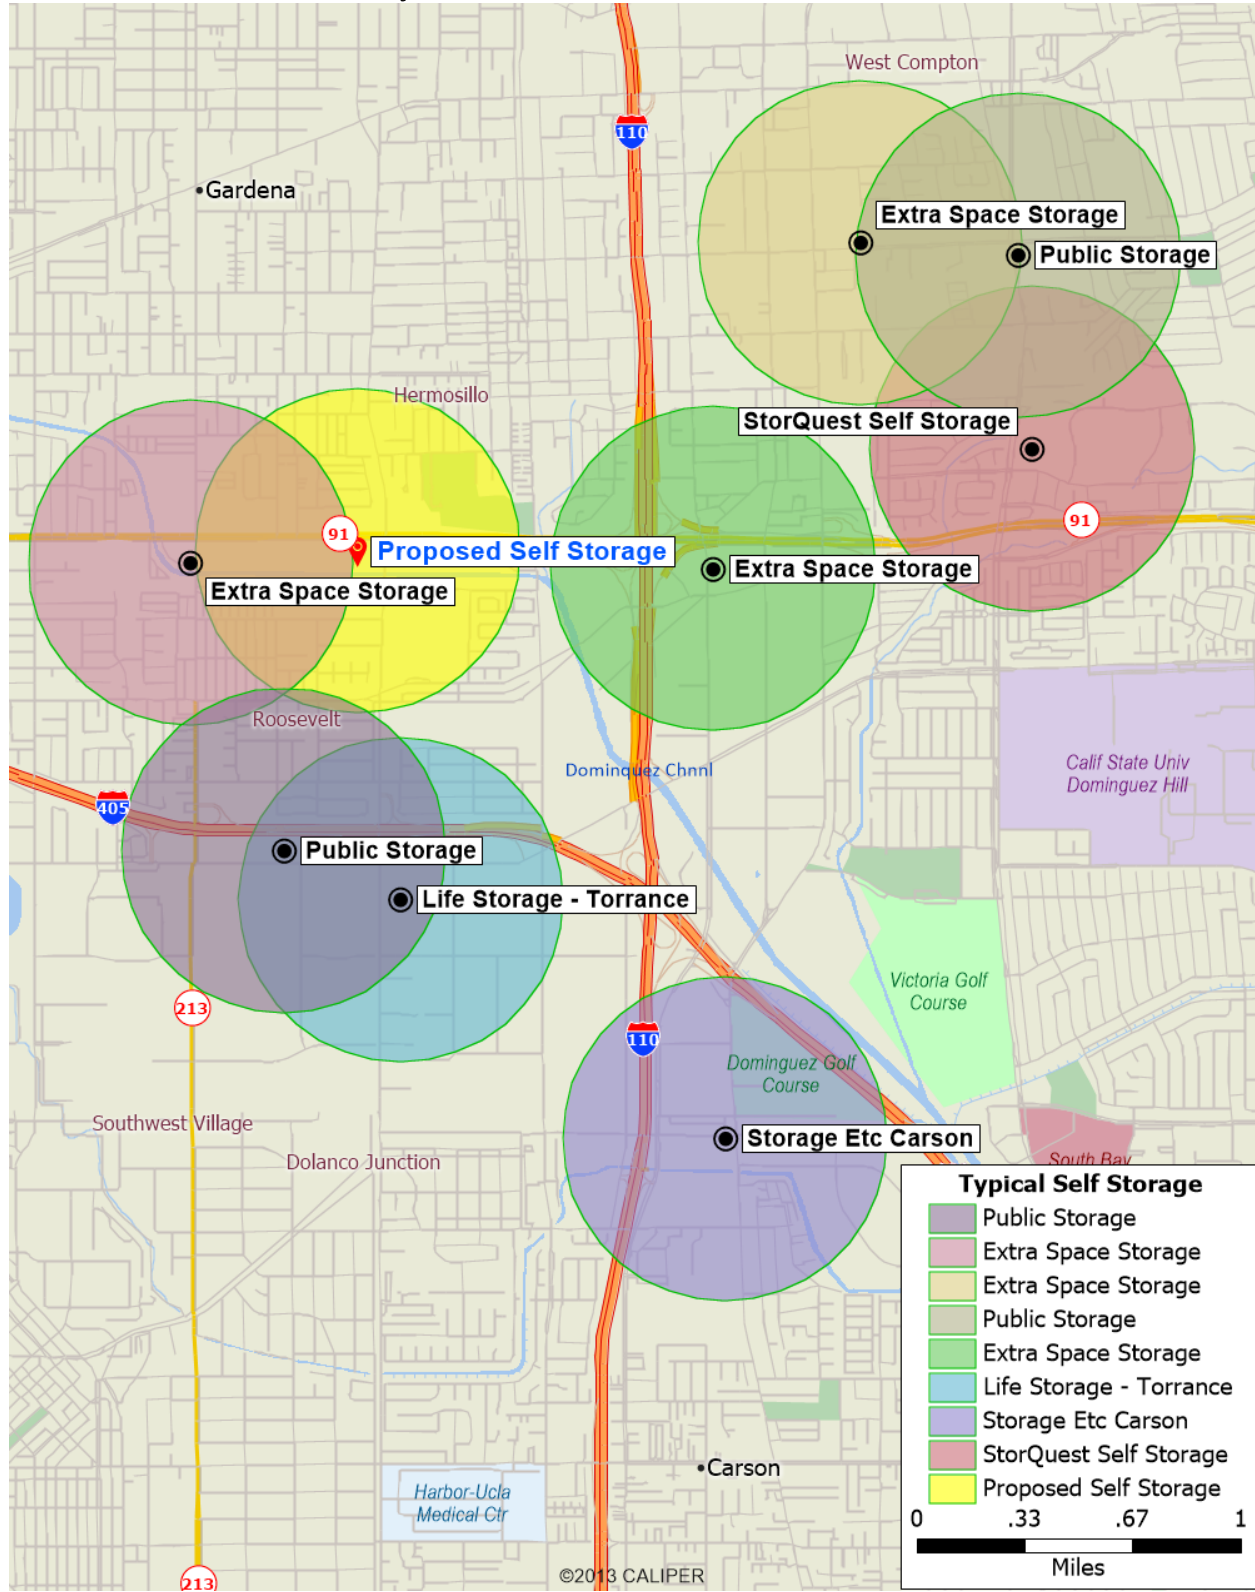 West Compton
110
Gardena
Extra Space Storage
Public Storage
Hermosillo
StorQuest Self Storage
91
91
Proposed Self Storage
Extra Space Storage
Extra Space Storage
Roosevelt
Dominquez Chnnl
Calif State Univ
Dominguez Hill
405
Public Storage
Life Storage - Torrance
Victoria Golf
Course
213
110
Dominguez Golf
Course
Southwest Village
Storage Etc Carson
Dolanco Junction
South Bay
Typical Self Storage
Public Storage
Extra Space Storage
Extra Space Storage
Public Storage
Extra Space Storage
Life Storage - Torrance
Storage Etc Carson
StorQuest Self Storage
Proposed Self Storage
0 .33 .67 1
Miles
Carson
Harbor-Ucla
Medical Ctr
©2013 CALIPER
213